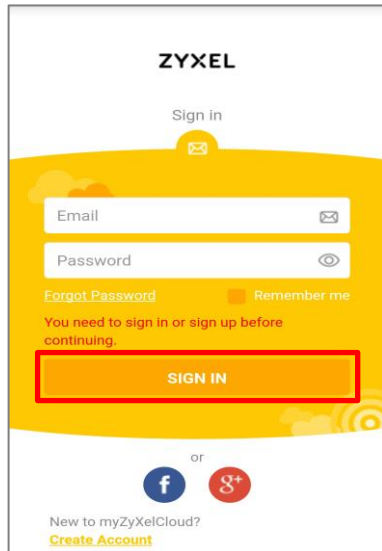 ZYXEL
Sign in
Email
Password
Forgot Password Remember me
You need to sign in or sign up before
continuing.
SIGN IN
or
f g+
New to myZyXelCloud?
Create Account